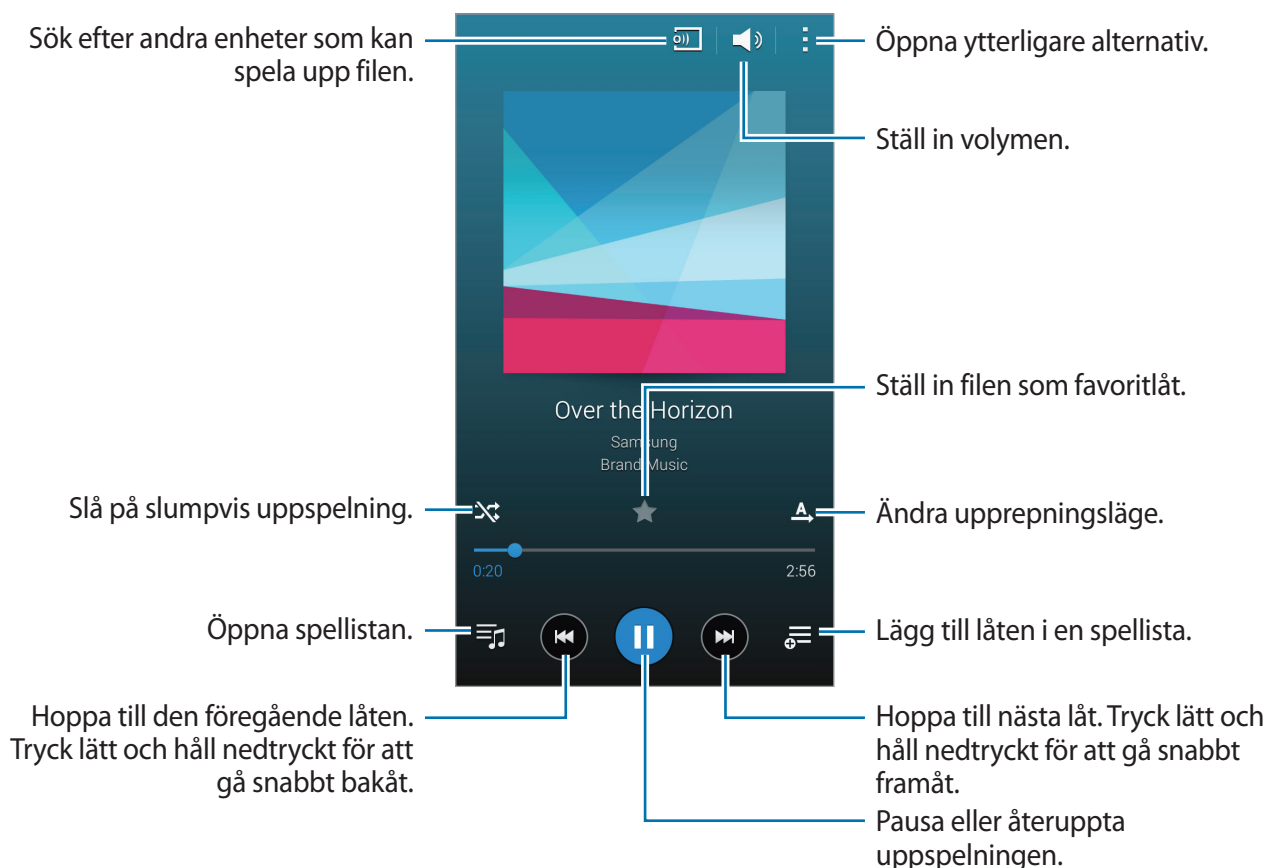 Sök efter andra enheter som kan
spela upp filen.
Öppna ytterligare alternativ.
Ställ in volymen.
Ställ in filen som favoritlåt.
Over the Horizon
Samsung
Brand Music
Slå på slumpvis uppspelning.
A
Ändra upprepningsläge.
0:20
2:56
Öppna spellistan.
Lägg till låten i en spellista.
Hoppa till den föregående låten.
Tryck lätt och håll nedtryckt för att
gå snabbt bakåt.
Hoppa till nästa låt. Tryck lätt och
håll nedtryckt för att gå snabbt
framåt.
Pausa eller återuppta
uppspelningen.